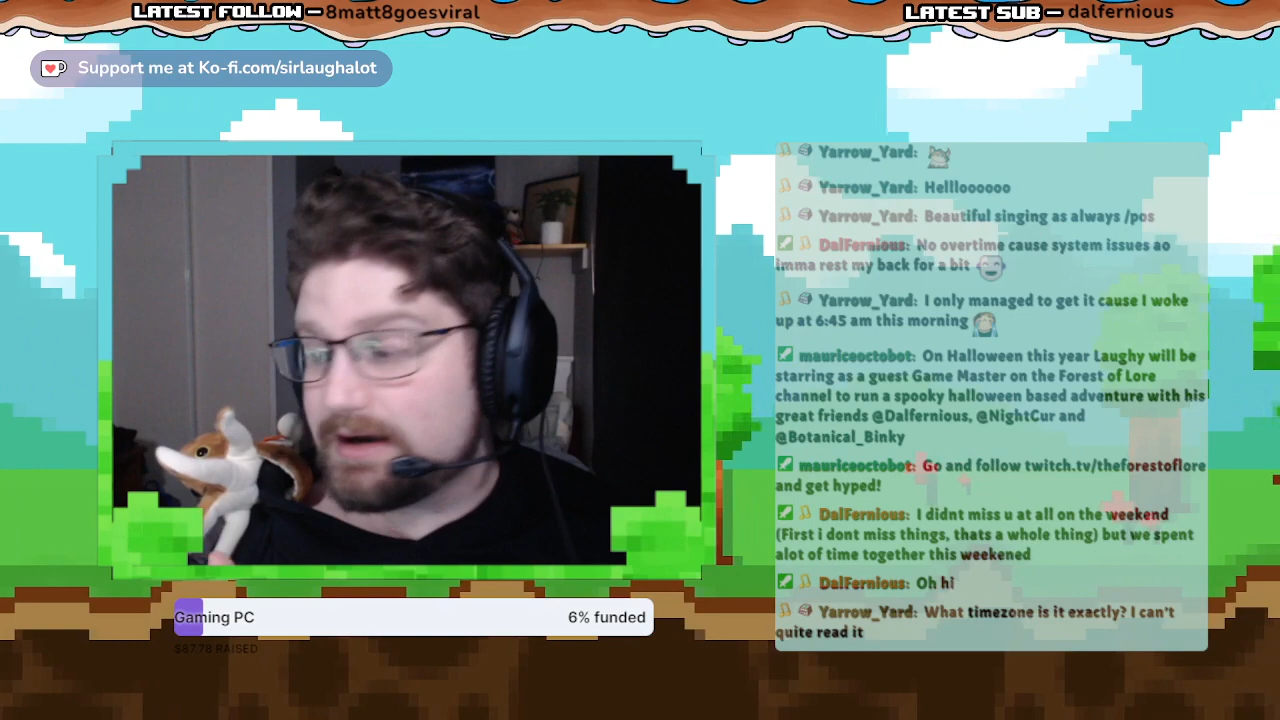 LATEST FOLLOW — 8matt8goesviral
LATEST SUB — dalfernious
Support me at Ko-fi.com/sirlaughalot
Yarrow_Yard:
Yarrow_Yard: Hellloooooo
Yarrow_Yard: Beautiful singing as always /pos
DalFernious: No overtime cause system issues ao
imma rest my back for a bit
Yarrow_Yard: I only managed to get it cause I woke
up at 6:45 am this morning
mauriceoctobot: On Halloween this year Laughy will be
starring as a guest Game Master on the Forest of Lore
channel to run a spooky halloween based adventure with his
great friends @Dalfernious, @NightCur and
@Botanical_Binky
mauriceoctobot: Go and follow twitch.tv/theforestoflore
and get hyped!
DalFernious: I didnt miss u at all on the weekend
(First i dont miss things, thats a whole thing) but we spent
alot of time together this weekened
DalFernious: Oh hi
Yarrow_Yard: What timezone is it exactly? I can't
quite read it
Gaming PC 6% funded
$87.78 RAISED